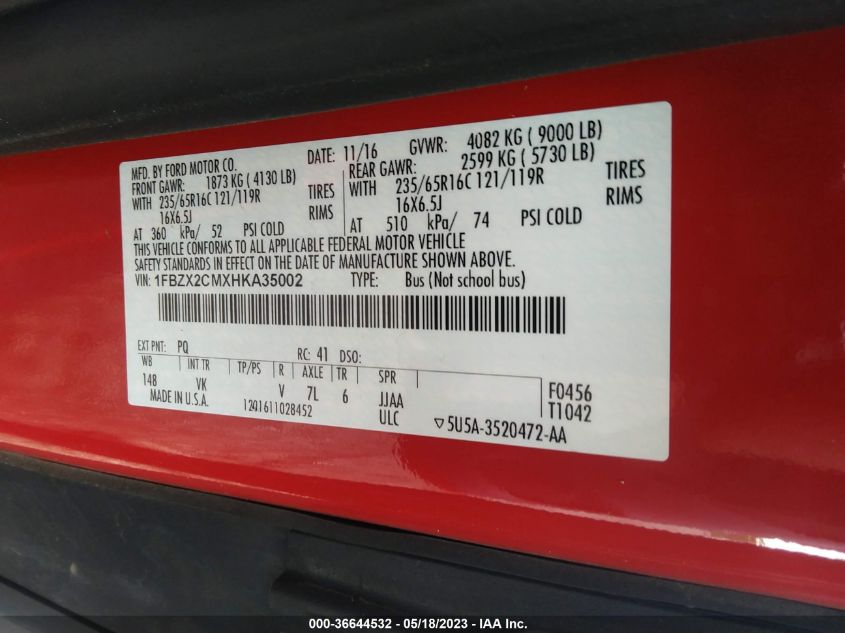 MFD. BY FORD MOTOR CO.
DATE: 11/16 GVWR: 4082 KG ( 9000 LB)
FRONT GAWR: 1873 KG ( 4130 LB)
WITH 235/65R16C 121/119R TIRES
16X6.5J RIMS
AT 360 kPa/ 52 PSI COLD
REAR GAWR: 2599 KG ( 5730 LB)
WITH 235/65R16C 121/119R TIRES
16X6.5J RIMS
AT 510 kPa/ 74 PSI COLD
THIS VEHICLE CONFORMS TO ALL APPLICABLE FEDERAL MOTOR VEHICLE
SAFETY STANDARDS IN EFFECT ON THE DATE OF MANUFACTURE SHOWN ABOVE.
VIN: 1FBZX2CMXHKA35002 TYPE: Bus (Not school bus)
EXT PNT: PQ RC: 41 DSO:
WB INT TR TP/PS R AXLE TR SPR
148 VK V 7L 6 JJAA F0456
MADE IN U.S.A. 12Q1611028452 ULC T1042
▽5U5A-3520472-AA
000-36644532 - 05/18/2023 - IAA Inc.